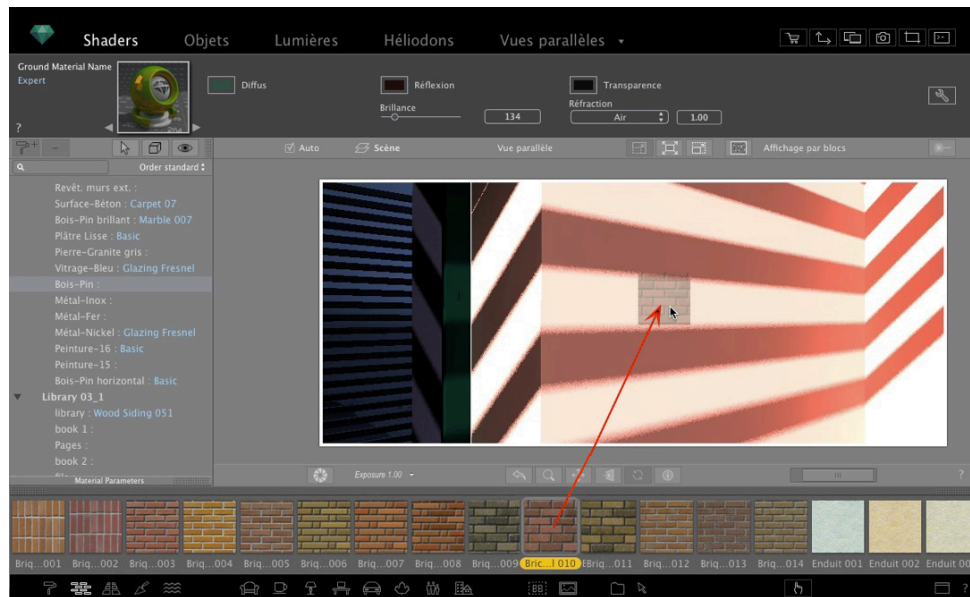 Shaders Objets Lumières Héliodons Vues parallèles
Ground Material Name
Expert
Diffus
Réflexion
Transparence
Brillance
134
Réfraction
Air
1.00
?
Auto
Scène
Vue parallèle
Affichage par blocs
Order standard
Revêt. murs ext. :
Surface-Béton : Carpet 07
Bois-Pin brillant : Marble 007
Plâtre Lisse : Basic
Pierre-Granite gris :
Vitrage-Bleu : Glazing Fresnel
Bois-Pin :
Métal-Inox :
Métal-Fer :
Métal-Nickel : Glazing Fresnel
Peinture-16 : Basic
Peinture-15 :
Bois-Pin horizontal : Basic
Library 03_1
library : Wood Siding 051
book 1 :
Pages :
book 2 :
Material Parameters
Exposure 1.00
?
Briq...001 Briq...002 Briq...003 Briq...004 Briq...005 Briq...006 Briq...007 Briq...008 Briq...009 Bric...l 010 Briq...011 Briq...012 Briq...013 Briq...014 Enduit 001 Enduit 002 Enduit 00
?